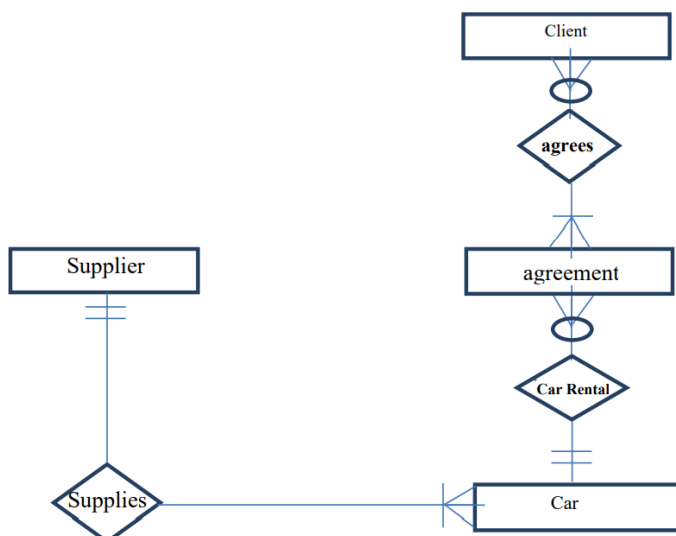 Client
agrees
Supplier
agreement
Car Rental
Supplies
Car